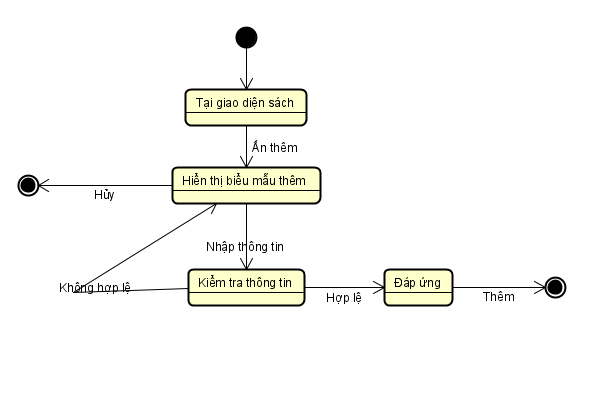 Tại giao diện sách
Ấn thêm
Hiển thị biểu mẫu thêm
Hủy
Nhập thông tin
Không hợp lệ
Kiểm tra thông tin
Hợp lệ
Đáp ứng
Thêm